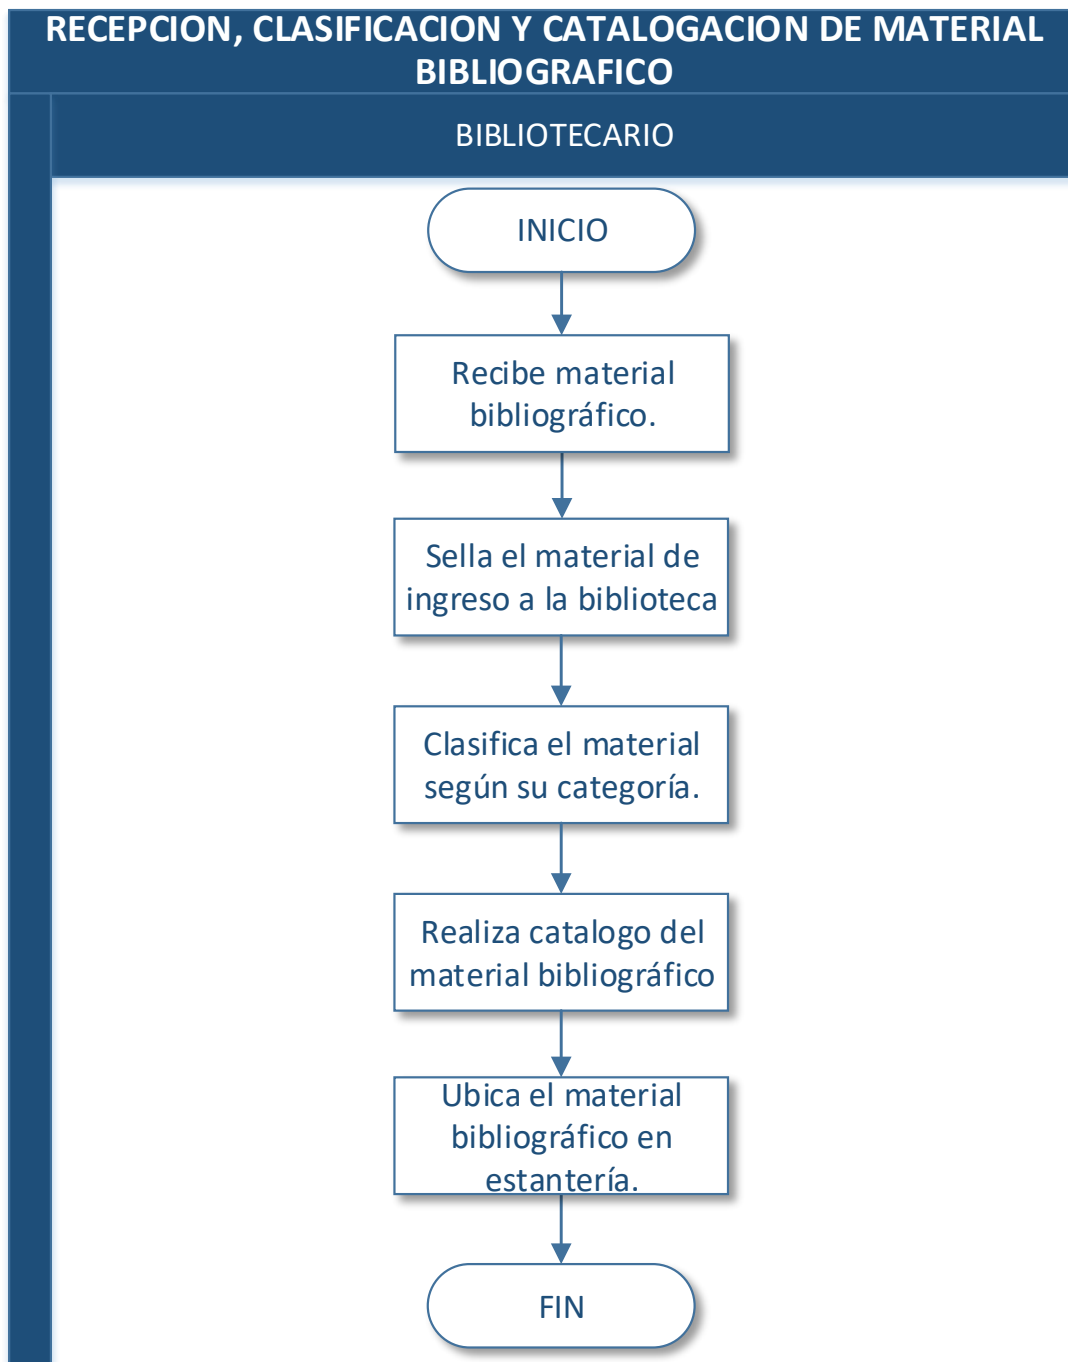 RECEPCION, CLASIFICACION Y CATALOGACION DE MATERIAL
BIBLIOGRAFICO
BIBLIOTECARIO
INICIO
Recibe material
bibliográfico.
Sella el material de
ingreso a la biblioteca
Clasifica el material
según su categoría.
Realiza catalogo del
material bibliográfico
Ubica el material
bibliográfico en
estantería.
FIN